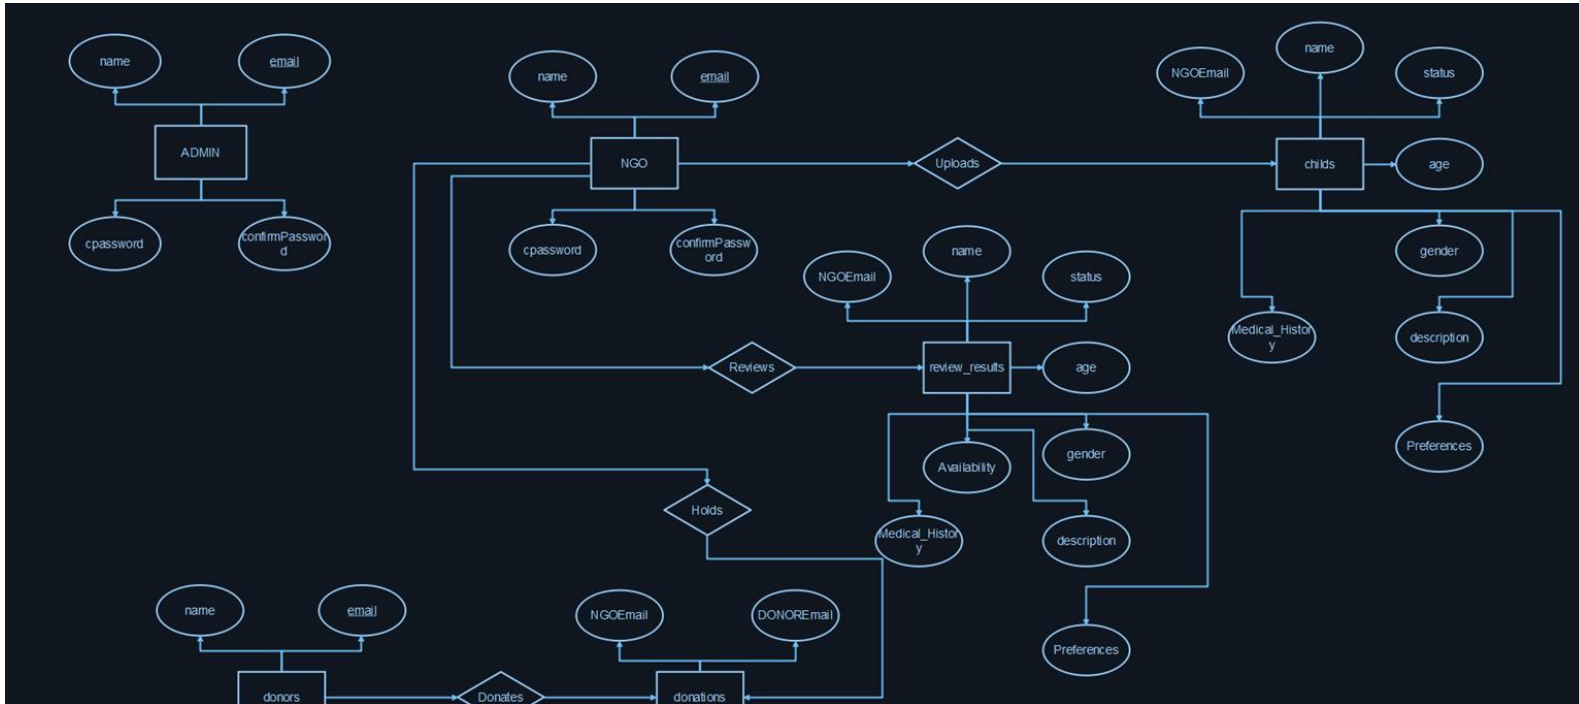 name
email
ADMIN
cpassword
confirmPasswor
d
name
email
NGO
cpassword
confirmPassw
ord
Uploads
NGOEmail
name
status
childs
age
gender
Medical_Histor
y
description
Preferences
Reviews
NGOEmail
name
status
review_results
age
Availability
gender
Medical_Histor
y
description
Preferences
Holds
name
email
donors
Donates
NGOEmail
DONOREmail
donations